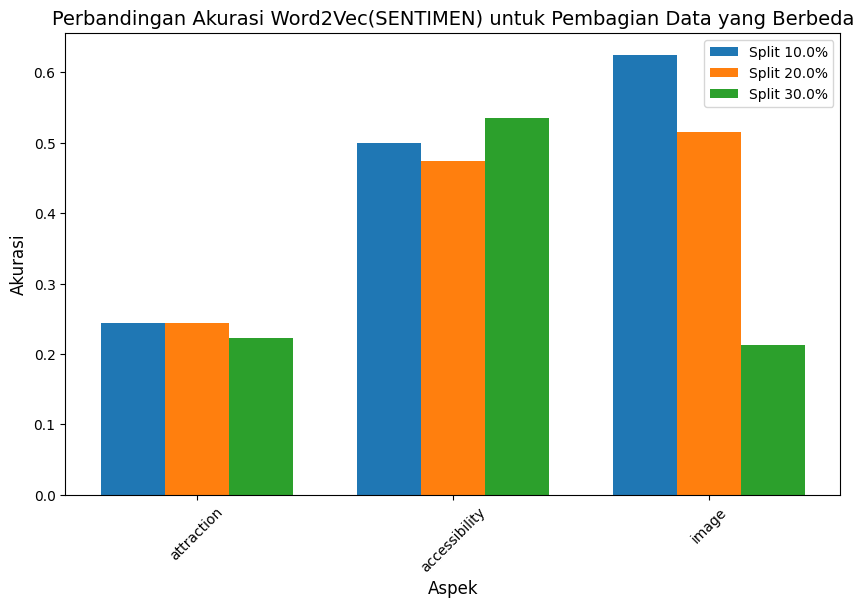 Perbandingan Akurasi Word2Vec(SENTIMEN) untuk Pembagian Data yang Berbeda
Split 10.0%
Split 20.0%
Split 30.0%
Akurasi
0.6
0.5
0.4
0.3
0.2
0.1
0.0
attraction
accessibility
image
Aspek